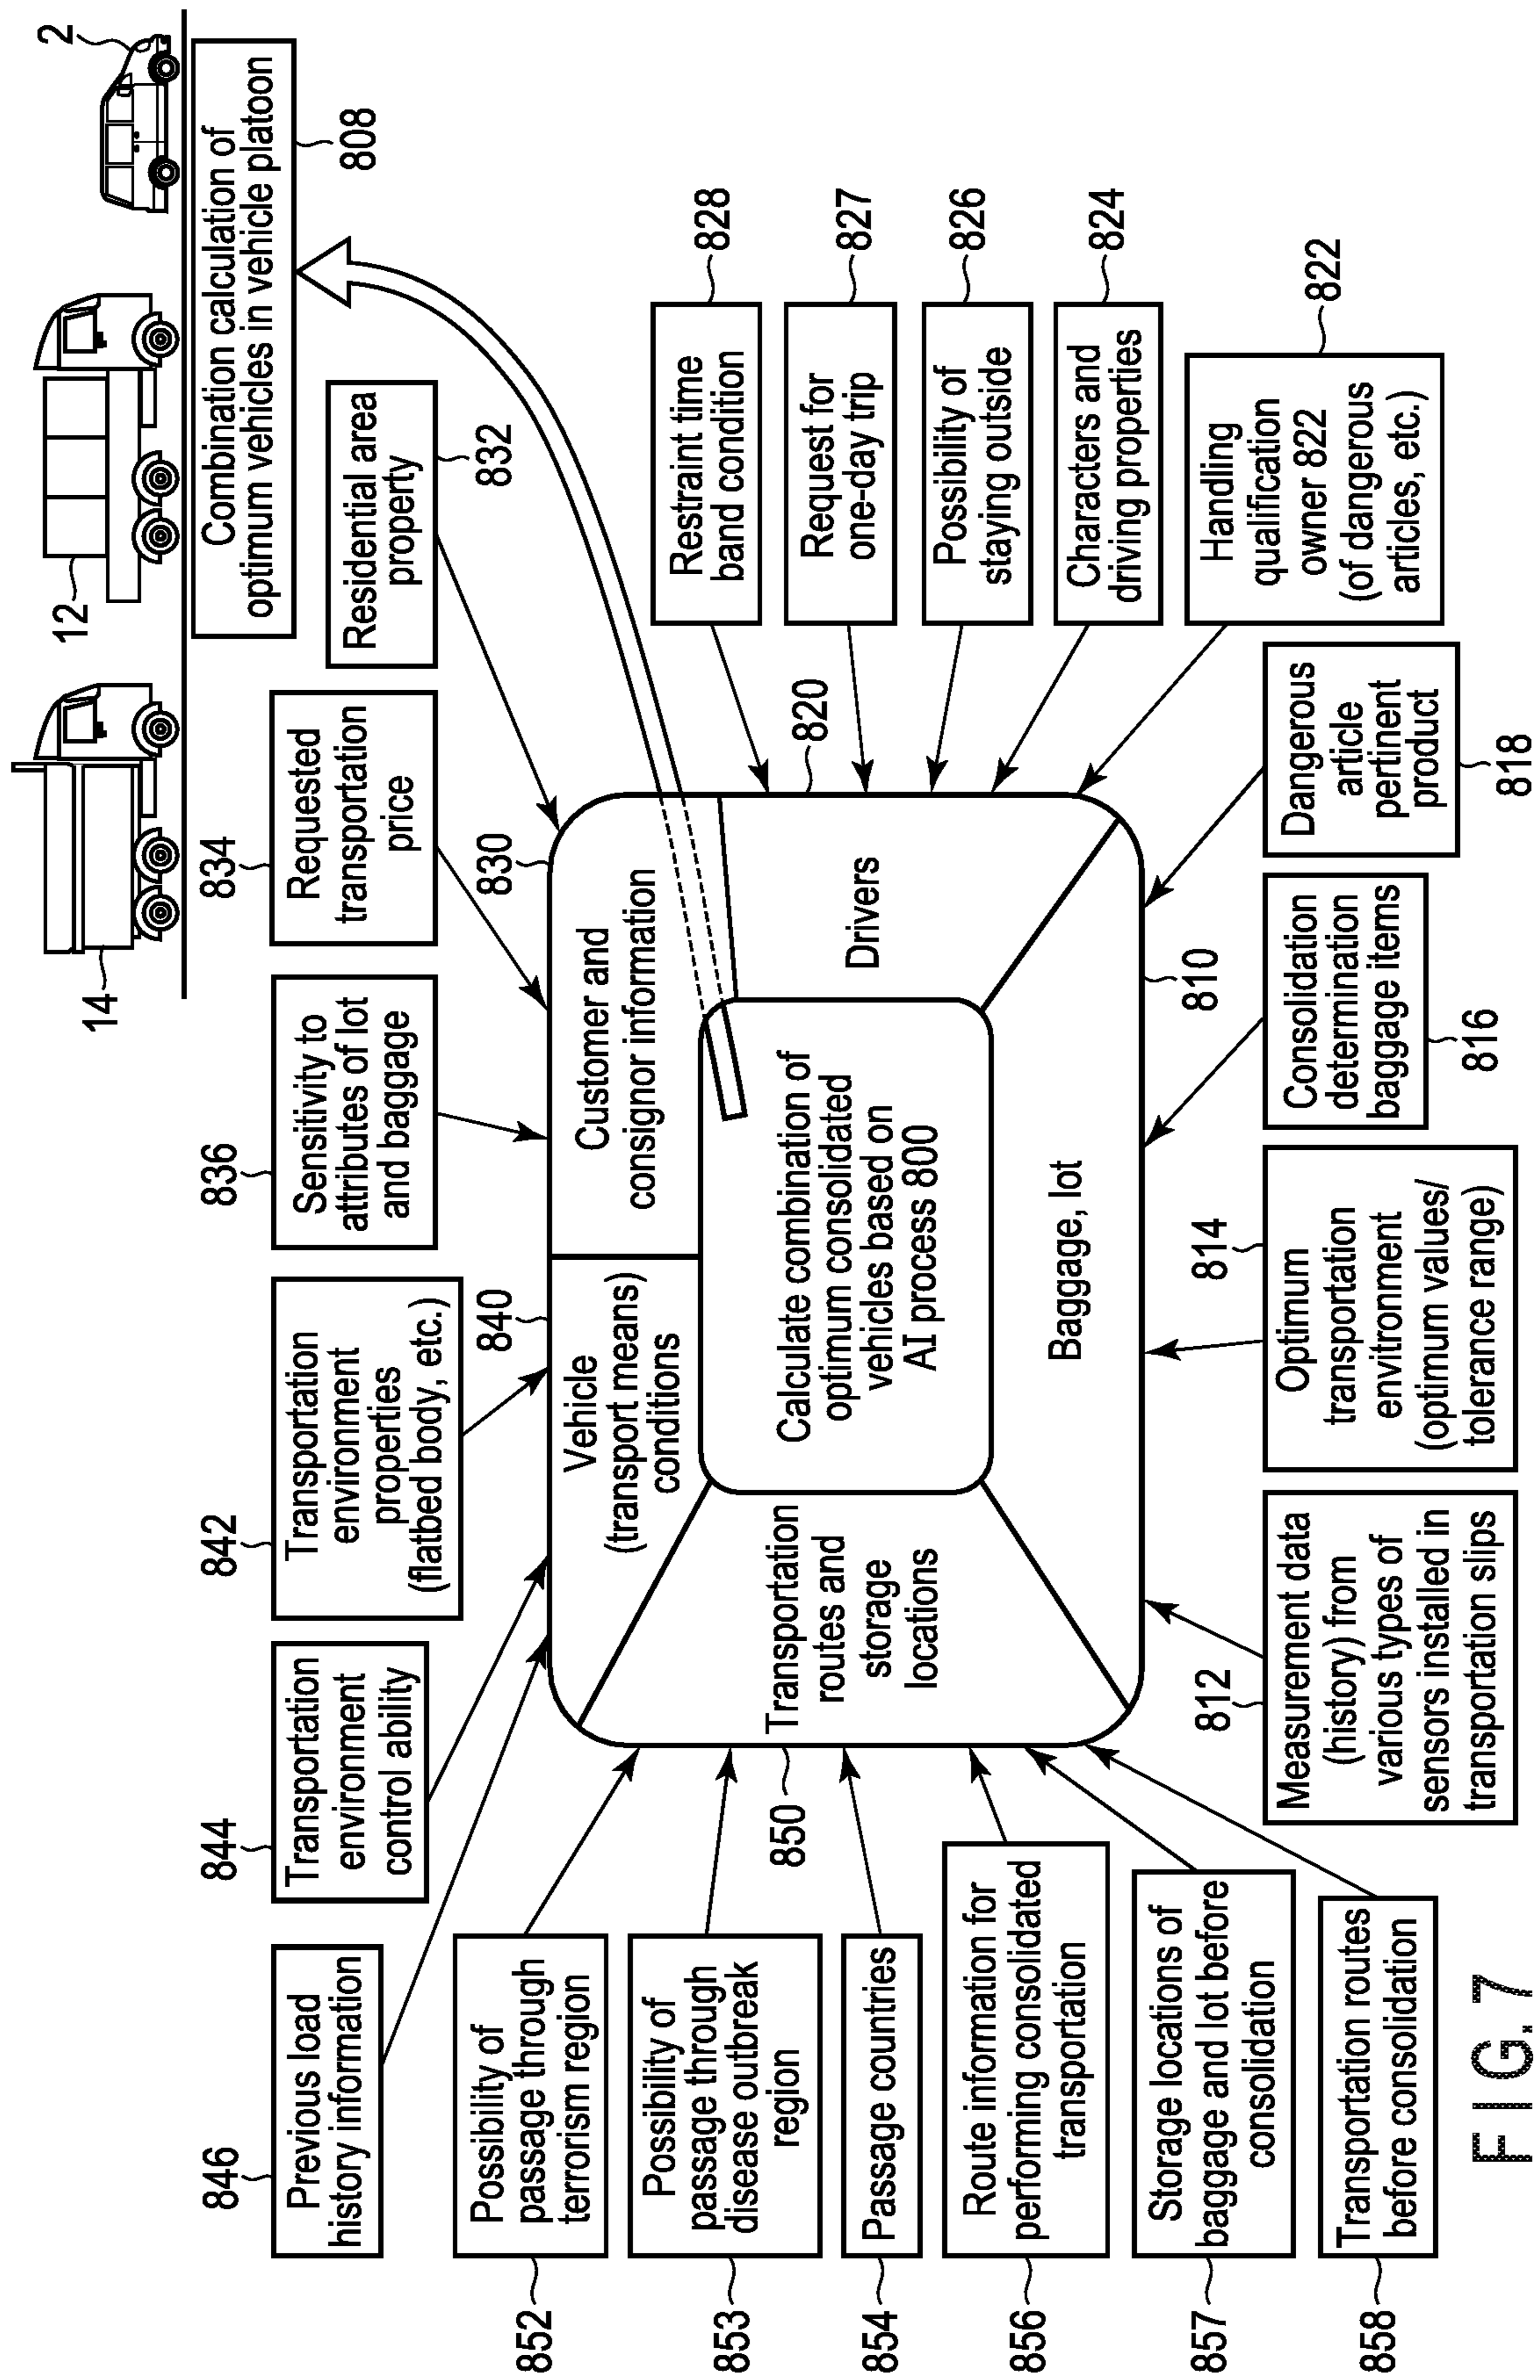 14
12
2
Combination calculation of
optimum vehicles in vehicle platoon
808
846
Previous load
history information
844
Transportation
environment
control ability
842
Transportation
environment
properties
(flatbed body, etc.)
836
Sensitivity to
attributes of lot
and baggage
834
Requested
transportation
price
Residential area
property
832
840
830
Vehicle
(transport means)
conditions
Customer and
consignor information
852
Possibility of
passage through
terrorism region
853
Possibility of
passage through
disease outbreak
region
854
Passage countries
856
Route information for
performing consolidated
transportation
857
Storage locations of
baggage and lot before
consolidation
858
Transportation routes
before consolidation
850
Transportation
routes and
storage
locations
Calculate combination of
optimum consolidated
vehicles based on
AI process 800
Drivers
820
Restraint time
band condition
828
Request for
one-day trip
827
Possibility of
staying outside
826
Characters and
driving properties
824
Handling
qualification
owner 822
(of dangerous
articles, etc.)
822
Baggage, lot
810
812
Measurement data
(history) from
various types of
sensors installed in
transportation slips
814
Optimum
transportation
envitronment
(optimum values/
tolerance range)
Consolidation
determination
baggage items
816
Dangerous
article
pertinent
product
818
FIG. 7